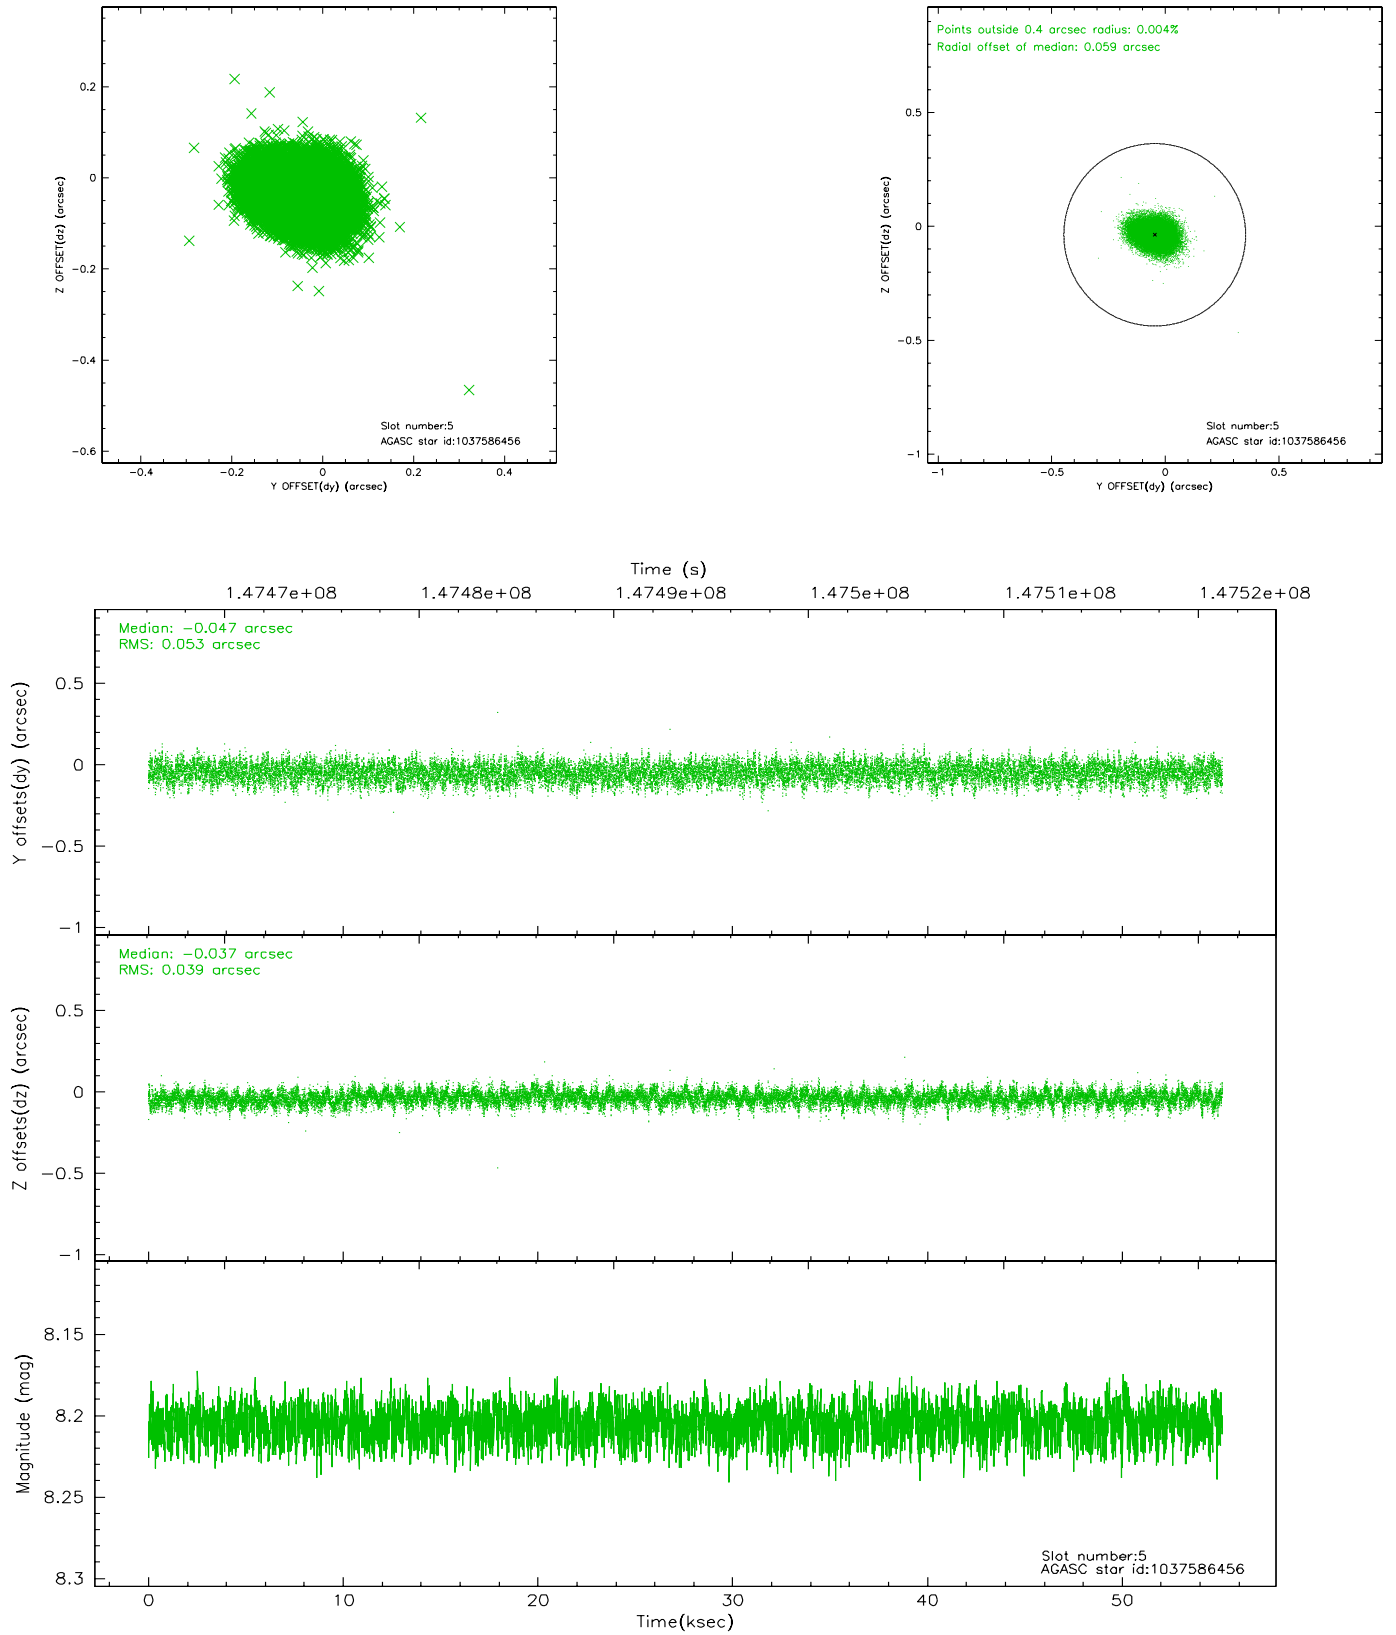 0.2
0
-0.2
-0.4
-0.6
Z OFFSET(dz) (arcsec)
-0.4
-0.2
0
0.2
0.4
Y OFFSET(dy) (arcsec)
Slot number:5
AGASC star id:1037586456
Points outside 0.4 arcsec radius: 0.004%
Radial offset of median: 0.059 arcsec
0.5
0
-0.5
-1
Z OFFSET(dz) (arcsec)
-1
-0.5
0
0.5
Y OFFSET(dy) (arcsec)
Slot number:5
AGASC star id:1037586456
Time (s)
1.4747e+08
1.4748e+08
1.4749e+08
1.475e+08
1.4751e+08
1.4752e+08
Median: -0.047 arcsec
RMS: 0.053 arcsec
0.5
0
-0.5
-1
Y offsets(dy) (arcsec)
Median: -0.037 arcsec
RMS: 0.039 arcsec
0.5
0
-0.5
-1
Z offsets(dz) (arcsec)
8.15
8.2
8.25
8.3
Magnitude (mag)
Slot number:5
AGASC star id:1037586456
0
10
20
30
40
50
Time(ksec)